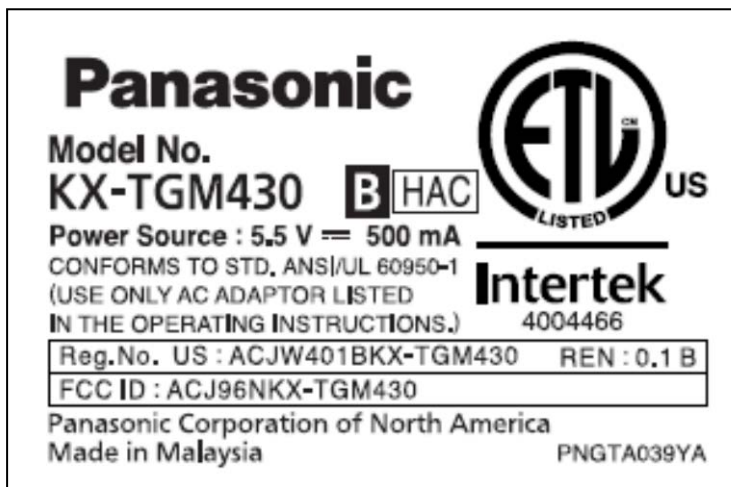 Panasonic
Model No.
KX-TGM430 B HAC
Power Source : 5.5 V ⎓ 500 mA
CONFORMS TO STD. ANSI/UL 60950-1
(USE ONLY AC ADAPTOR LISTED
IN THE OPERATING INSTRUCTIONS.)
ETL CM
LISTED
US
Intertek
4004466
Reg.No. US : ACJW401BKX-TGM430 REN : 0.1 B
FCC ID : ACJ96NKX-TGM430
Panasonic Corporation of North America
Made in Malaysia PNGTA039YA